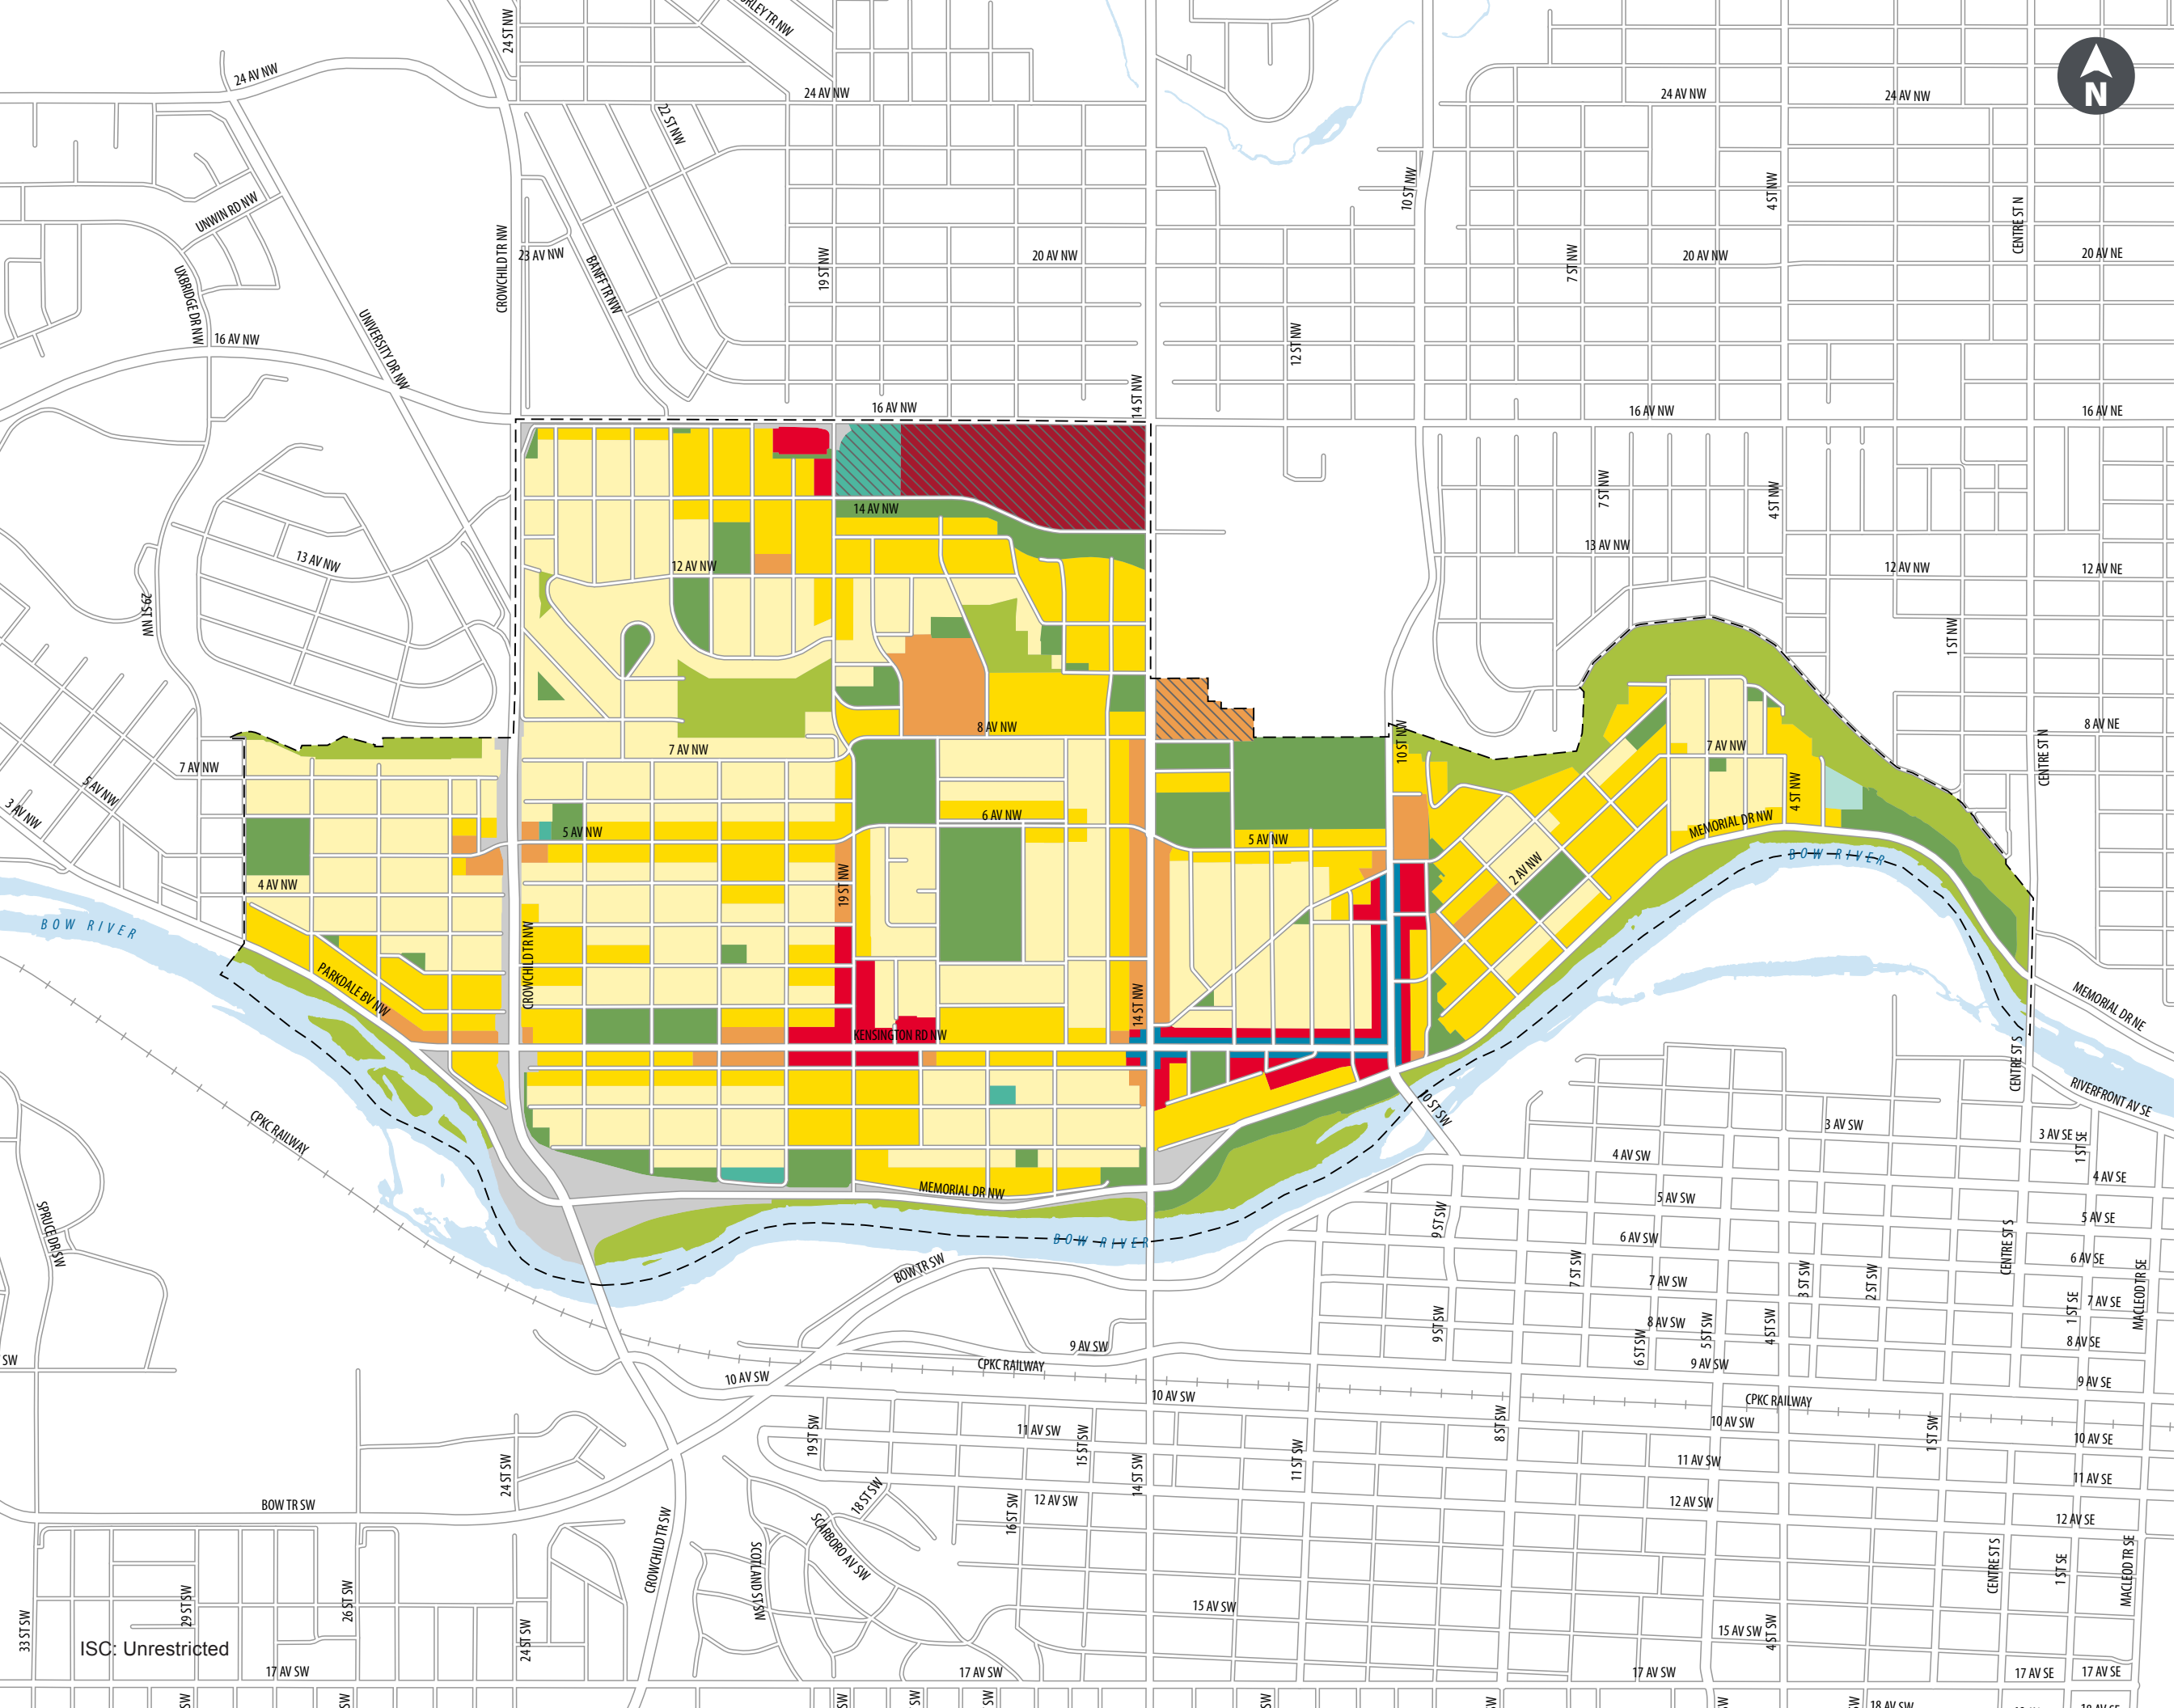 24 ST NW
MORLEY TR NW
24 AV NW
24 AV NW
24 AV NW
24 AV NW
N
22 ST NW
10 ST NW
4 ST NW
UNWIN RD NW
CENTRE ST N
CROWCHILD TR NW
23 AV NW
BANFF TR NW
19 ST NW
20 AV NW
7 ST NW
20 AV NW
20 AV NE
UXBRIDGE DR NW
16 AV NW
UNIVERSITY DR NW
12 ST NW
14 ST NW
16 AV NW
16 AV NW
16 AV NE
7 ST NW
4 ST NW
14 AV NW
13 AV NW
13 AV NW
12 AV NW
12 AV NW
12 AV NE
29 ST NW
1 ST NW
8 AV NW
8 AV NE
10 ST NW
7 AV NW
7 AV NW
7 AV NW
CENTRE ST N
5 AV NW
4 ST NW
3 AV NW
6 AV NW
5 AV NW
5 AV NW
MEMORIAL DR NW
BOW RIVER
4 AV NW
19 ST NW
2 AV NW
BOW RIVER
CROWCHILD TR NW
PARKDALE BV NW
14 ST NW
MEMORIAL DR NE
KENSINGTON RD NW
CENTRE ST S
RIVERFRONT AV SE
CPKC RAILWAY
10 ST SW
3 AV SW
3 AV SE
1 ST SE
4 AV SW
4 AV SE
MEMORIAL DR NW
5 AV SW
5 AV SE
SPRUCE DR SW
9 ST SW
BOW RIVER
6 AV SW
CENTRE ST S
6 AV SE
BOW TR SW
7 ST SW
7 AV SW
3 ST SW
2 ST SW
MACLEOD TR SE
7 AV SE
1 ST SE
9 ST SW
8 AV SW
5 ST SW
4 ST SW
8 AV SE
6 ST SW
9 AV SW
SW
CPKC RAILWAY
9 AV SW
10 AV SW
9 AV SE
10 AV SW
CPKC RAILWAY
10 AV SW
19 ST SW
11 AV SW
15 ST SW
8 ST SW
1 ST SW
10 AV SE
11 ST SW
11 AV SW
24 ST SW
14 ST SW
11 AV SE
BOW TR SW
18 ST SW
16 ST SW
12 AV SW
12 AV SW
12 AV SE
CROWCHILD TR SW
SCOTLAND ST SW
SCARBORO AV SW
CENTRE ST S
1 ST SE
MACLEOD TR SE
33 ST SW
29 ST SW
26 ST SW
24 ST SW
15 AV SW
15 AV SW
4 ST SW
ISC: Unrestricted
17 AV SW
17 AV SW
17 AV SW
17 AV SE
17 AV SE
SW
SW
SW
SW
SW
SW
SW
SW
SW
18 AV SW